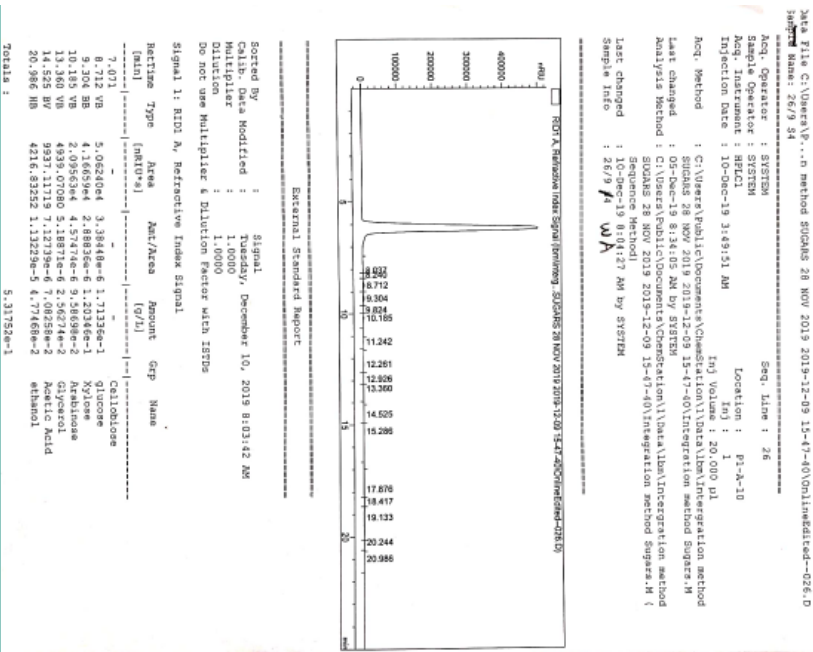 Data File C:\Users\P...D method SUGARS 28 NOV 2019 2019-12-09 15-47-40\OnlineEdited--026.D
Sample Name: 26/9 S4
Acq. Operator : SYSTEM Seq. Line : 26
Sample Operator : SYSTEM
Acq. Instrument : HPLC1 Location : P1-A-10
Injection Date : 10-Dec-19 3:49:51 AM Inj : 1
Inj Volume : 20.000 µl
Acq. Method : C:\Users\Public\Documents\ChemStation\1\Data\lbm\Intergration method
SUGARS 28 NOV 2019 2019-12-09 15-47-40\Integration method Sugars.M
Last changed : 05-Dec-19 8:34:05 AM by SYSTEM
Analysis Method : C:\Users\Public\Documents\ChemStation\1\Data\lbm\Intergration method
SUGARS 28 NOV 2019 2019-12-09 15-47-40\Integration method Sugars.M (
Sequence Method)
Last changed : 10-Dec-19 8:04:27 AM by SYSTEM
Sample Info : 26/9 4 WA
RID1 A, Refractive Index Signal
nRIU
400000
300000
200000
100000
0
8.037
8.240
8.712
9.304
9.824
10.185
11.242
12.261
12.926
13.360
14.525
15.286
17.876
18.417
19.133
20.244
20.986
5
10
15
20
min
External Standard Report
Sorted By : Signal
Calib. Data Modified : Tuesday, December 10, 2019 8:03:42 AM
Multiplier : 1.0000
Dilution : 1.0000
Do not use Multiplier & Dilution Factor with ISTDs
Signal 1: RID1 A, Refractive Index Signal
RetTime Type Area Amt/Area Amount Grp Name
[min] [nRIU*s] [g/L]
7.071 - - - Cellobiose
8.712 VB 5.06240e4 3.38448e-6 1.71336e-1 glucose
9.304 BB 4.16659e4 2.88836e-6 1.20346e-1 Xylose
10.185 VB 2.09563e4 4.57474e-6 9.58698e-2 Arabinose
13.360 VB 4939.07080 5.18871e-6 2.56274e-2 Glycerol
14.525 BV 9937.11719 7.12739e-6 7.08258e-2 Acetic Acid
20.986 HB 4216.83252 1.13229e-5 4.77468e-2 ethanol
Totals : 5.31752e-1